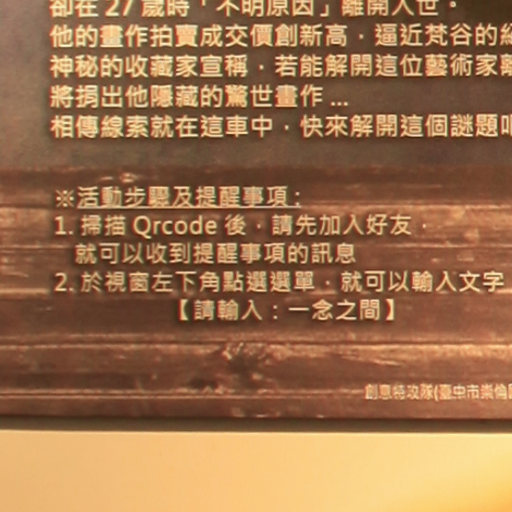 卻在 27 歲時「不明原因」離開人世。
他的畫作拍賣成交價創新高，逼近梵谷的
神秘的收藏家宣稱，若能解開這位藝術家
將捐出他隱藏的驚世畫作 ...
相傳線索就在這車中，快來解開這個謎題吧
※活動步驟及提醒事項：
1. 掃描 Qrcode 後，請先加入好友，
就可以收到提醒事項的訊息
2. 於視窗左下角點選選單，就可以輸入文字
【請輸入：一念之間】
創意特攻隊(臺中市崇倫